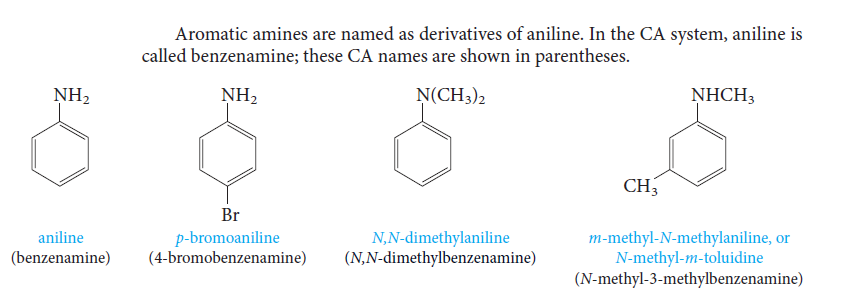 Aromatic amines are named as derivatives of aniline. In the CA system, aniline is
called benzenamine; these CA names are shown in parentheses.
NH₂
NH₂
N(CH₃)₂
NHCH₃
CH₃
Br
aniline
(benzenamine)
p-bromoaniline
(4-bromobenzenamine)
N,N-dimethylaniline
(N,N-dimethylbenzenamine)
m-methyl-N-methylaniline, or
N-methyl-m-toluidine
(N-methyl-3-methylbenzenamine)